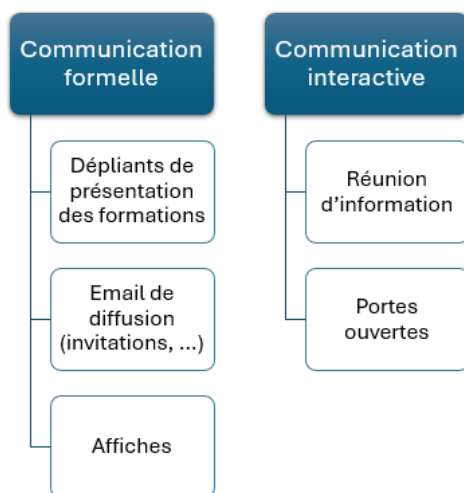 Communication
formelle
Dépliants de
présentation
des formations
Email de
diffusion
(invitations, ...)
Affiches
Communication
interactive
Réunion
d'information
Portes
ouvertes